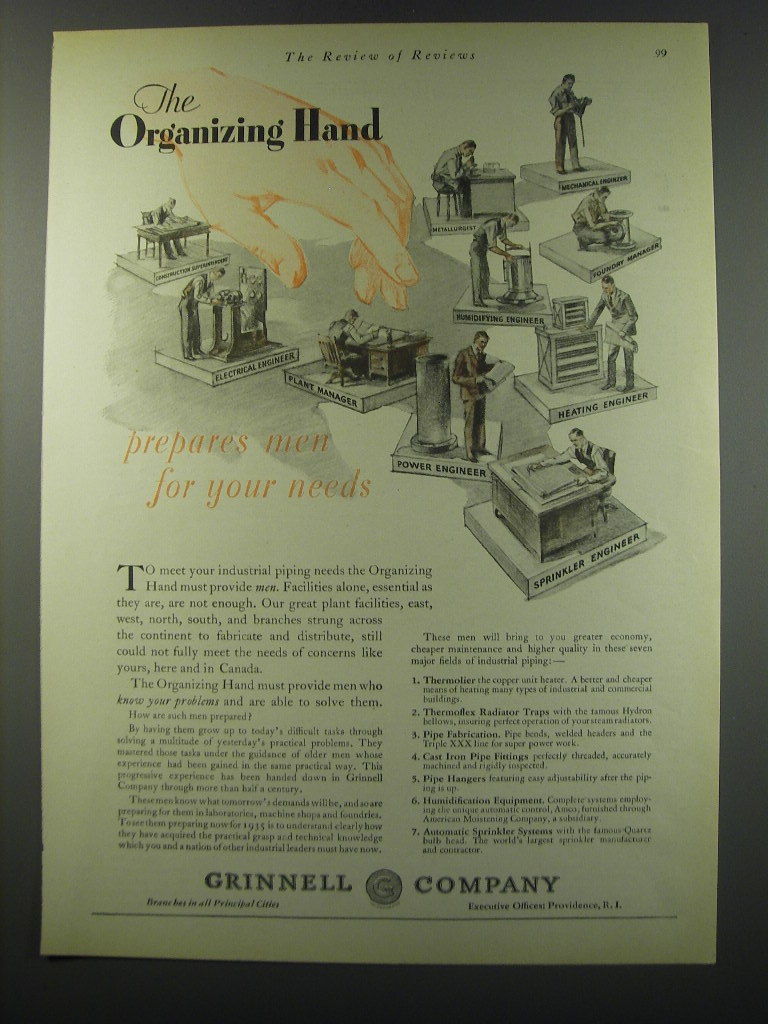 The Review of Reviews
99
The
Organizing Hand
MECHANICAL ENGINEER
METALLURGIST
CONSTRUCTION SUPERINTENDENT
FOUNDRY MANAGER
HUMIDIFYING ENGINEER
ELECTRICAL ENGINEER
PLANT MANAGER
HEATING ENGINEER
POWER ENGINEER
SPRINKLER ENGINEER
prepares men
for your needs
TO meet your industrial piping needs the Organizing
Hand must provide men. Facilities alone, essential as
they are, are not enough. Our great plant facilities, east,
west, north, south, and branches strung across
the continent to fabricate and distribute, still
could not fully meet the needs of concerns like
yours, here and in Canada.
The Organizing Hand must provide men who
know your problems and are able to solve them.
How are such men prepared?
By having them grow up to today's difficult tasks through
solving a multitude of yesterday's practical problems. They
mastered those tasks under the guidance of older men whose
experience had been gained in the same practical way. This
progressive experience has been handed down in Grinnell
Company through more than half a century.
These men know what tomorrow's demands will be, and so are
preparing for them in laboratories, machine shops and foundries.
To see them preparing now for 1935 is to understand clearly how
they have acquired the practical grasp and technical knowledge
which you and a nation of other industrial leaders must have now.
These men will bring to you greater economy,
cheaper maintenance and higher quality in these seven
major fields of industrial piping:—
1. Thermolier the copper unit heater. A better and cheaper
means of heating many types of industrial and commercial
buildings.
2. Thermoflex Radiator Traps with the famous Hydron
bellows, insuring perfect operation of your steam radiators.
3. Pipe Fabrication. Pipe bends, welded headers and the
Triple XXX line for super power work.
4. Cast Iron Pipe Fittings perfectly threaded, accurately
machined and rigidly inspected.
5. Pipe Hangers featuring easy adjustability after the pip-
ing is up.
6. Humidification Equipment. Complete systems employ-
ing the unique automatic control, Amco, furnished through
American Moistening Company, a subsidiary.
7. Automatic Sprinkler Systems with the famous Quartz
bulb head. The world's largest sprinkler manufacturer
and contractor.
GRINNELL G COMPANY
Branches in all Principal Cities
Executive Offices: Providence, R. I.